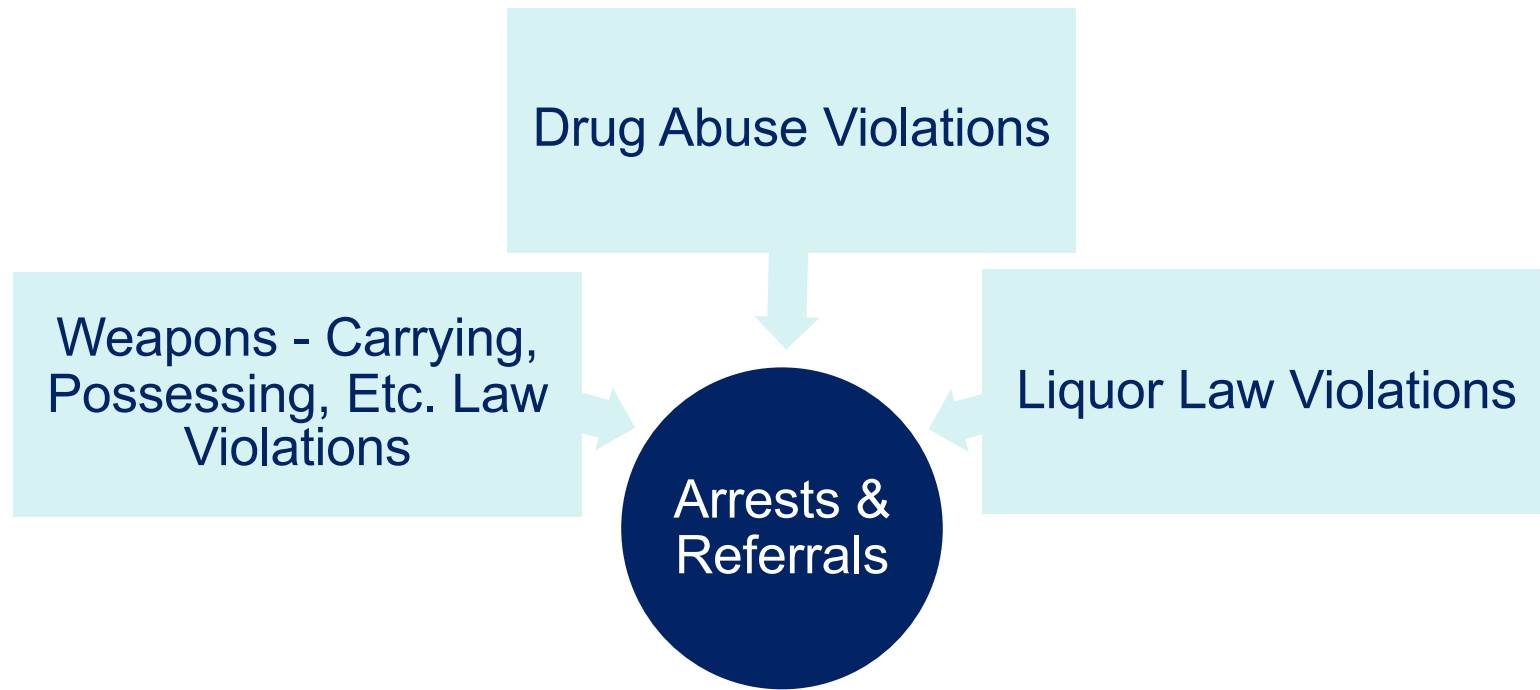 Drug Abuse Violations
Weapons - Carrying,
Possessing, Etc. Law
Violations
Liquor Law Violations
Arrests &
Referrals